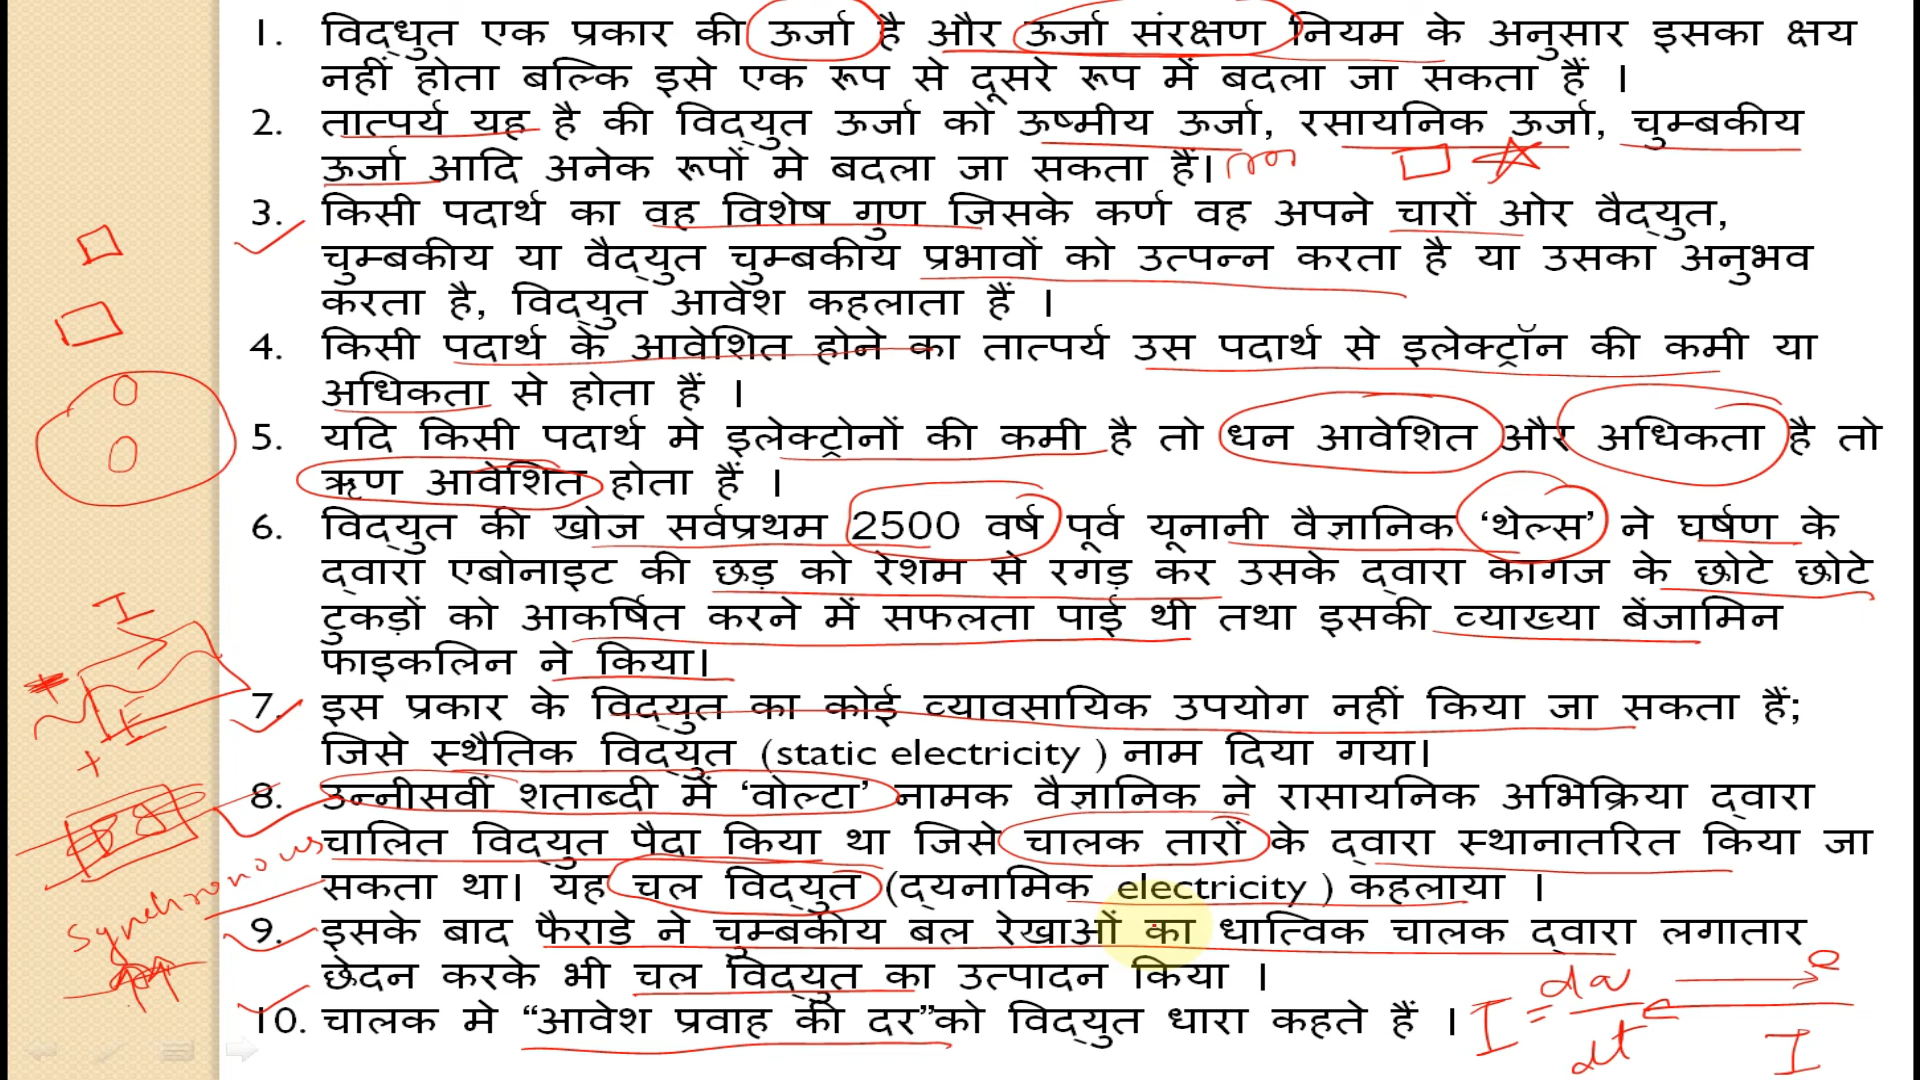 1. विद्धुत एक प्रकार की ऊर्जा है और ऊर्जा संरक्षण नियम के अनुसार इसका क्षय
नहीं होता बल्कि इसे एक रूप से दूसरे रूप में बदला जा सकता हैं ।
2. तात्पर्य यह है की विद्युत ऊर्जा को ऊष्मीय ऊर्जा, रसायनिक ऊर्जा, चुम्बकीय
ऊर्जा आदि अनेक रूपों मे बदला जा सकता हैं।
3. किसी पदार्थ का वह विशेष गुण जिसके कर्ण वह अपने चारों ओर वैद्युत,
चुम्बकीय या वैद्युत चुम्बकीय प्रभावों को उत्पन्न करता है या उसका अनुभव
करता है, विद्युत आवेश कहलाता हैं ।
4. किसी पदार्थ के आवेशित होने का तात्पर्य उस पदार्थ से इलेक्ट्रॉन की कमी या
अधिकता से होता हैं ।
5. यदि किसी पदार्थ मे इलेक्ट्रोनों की कमी है तो धन आवेशित और अधिकता है तो
ऋण आवेशित होता हैं ।
6. विद्युत की खोज सर्वप्रथम 2500 वर्ष पूर्व यूनानी वैज्ञानिक ‘थेल्स’ ने घर्षण के
द्वारा एबोनाइट की छड़ को रेशम से रगड़ कर उसके द्वारा कागज के छोटे छोटे
टुकड़ों को आकर्षित करने में सफलता पाई थी तथा इसकी व्याख्या बेंजामिन
फाइकलिन ने किया।
I
+
E
+
7. इस प्रकार के विद्युत का कोई व्यावसायिक उपयोग नहीं किया जा सकता हैं;
जिसे स्थैतिक विद्युत (static electricity ) नाम दिया गया।
8. उन्नीसवीं शताब्दी में ‘वोल्टा’ नामक वैज्ञानिक ने रासायनिक अभिक्रिया द्वारा
चालित विद्युत पैदा किया था जिसे चालक तारों के द्वारा स्थानातरित किया जा
सकता था। यह चल विद्युत (द्यनामिक electricity ) कहलाया ।
Synchronous
9. इसके बाद फैराडे ने चुम्बकीय बल रेखाओं का धात्विक चालक द्वारा लगातार
छेदन करके भी चल विद्युत का उत्पादन किया ।
10. चालक मे “आवेश प्रवाह की दर”को विद्युत धारा कहते हैं ।
e
I